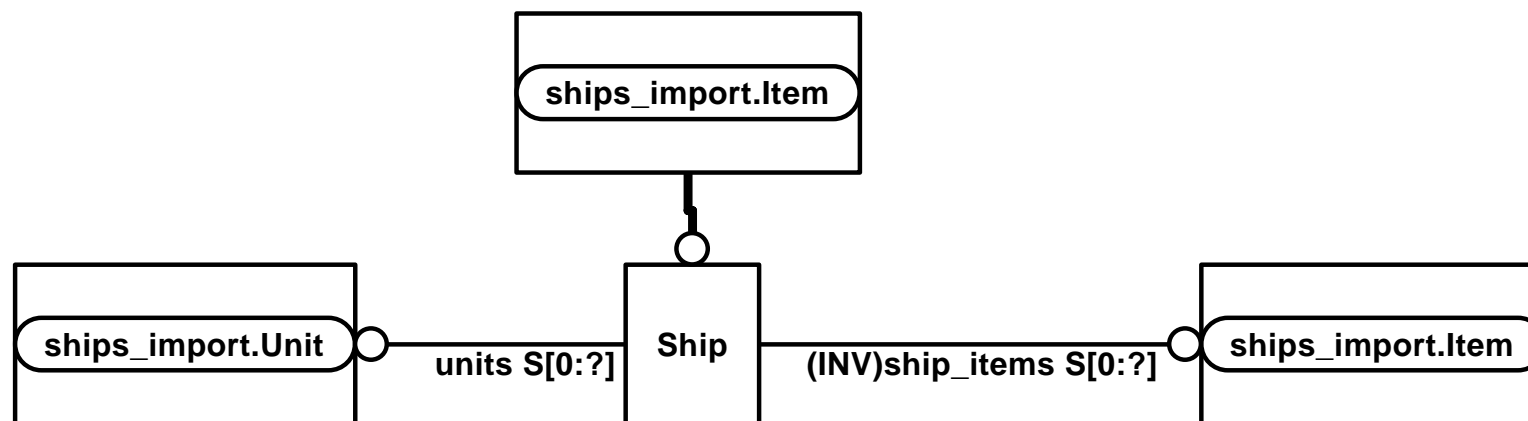 ships_import.Item
ships_import.Unit
units S[0:?]
Ship
(INV)ship_items S[0:?]
ships_import.Item